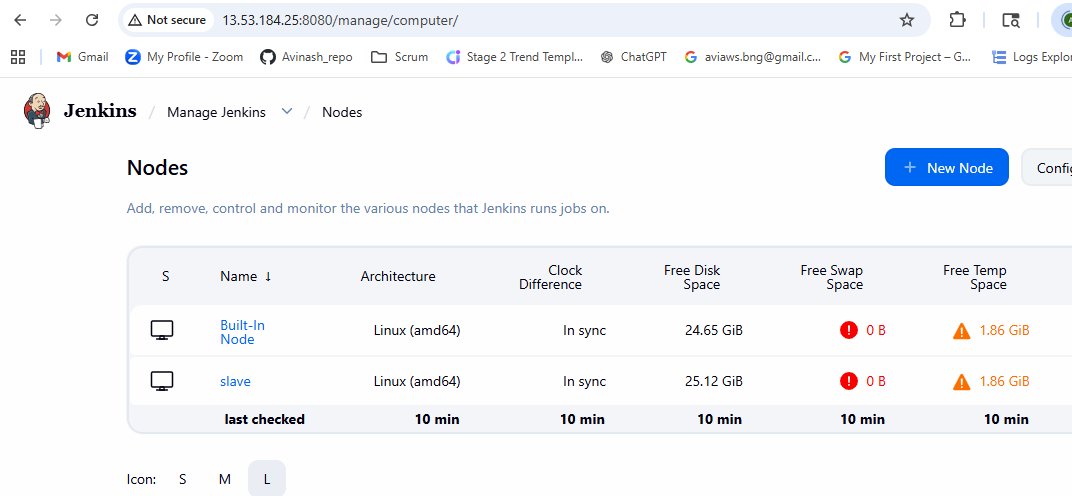 Not secure 13.53.184.25:8080/manage/computer/
Gmail My Profile - Zoom Avinash_repo Scrum Stage 2 Trend Templ... ChatGPT aviaws.bng@gmail.c... My First Project – G... Logs Explor
Jenkins / Manage Jenkins / Nodes
Nodes
+ New Node Config
Add, remove, control and monitor the various nodes that Jenkins runs jobs on.
S Name ↓ Architecture Clock Difference Free Disk Space Free Swap Space Free Temp Space
Built-In Node Linux (amd64) In sync 24.65 GiB 0 B 1.86 GiB
slave Linux (amd64) In sync 25.12 GiB 0 B 1.86 GiB
last checked 10 min 10 min 10 min 10 min 10 min
Icon: S M L